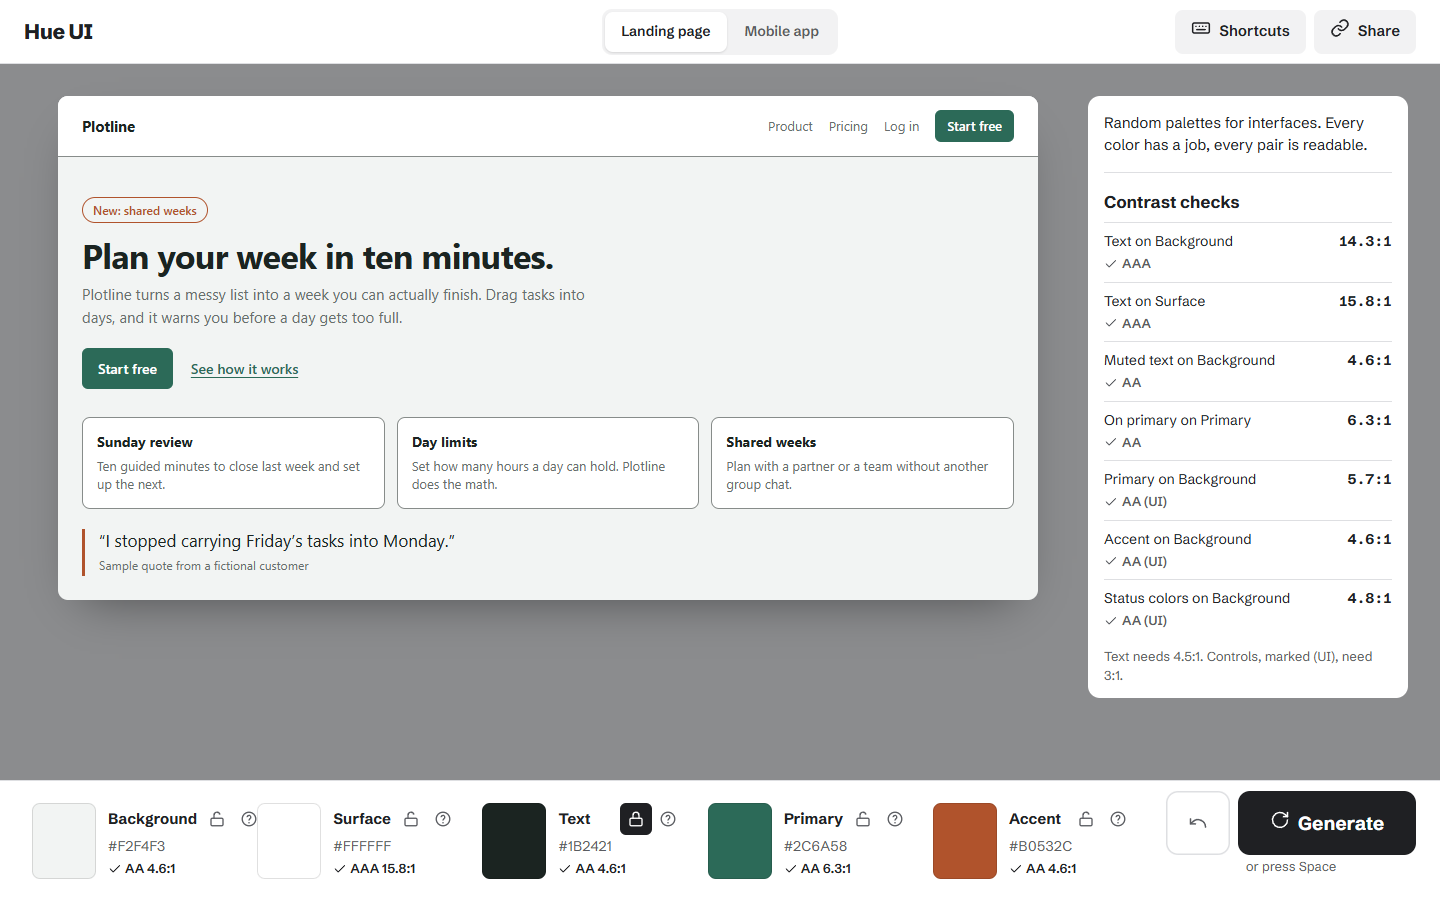 Hue UI
Landing page
Mobile app
Shortcuts
Share
Plotline
Product
Pricing
Log in
Start free
New: shared weeks
Plan your week in ten minutes.
Plotline turns a messy list into a week you can actually finish. Drag tasks into
days, and it warns you before a day gets too full.
Start free
See how it works
Sunday review
Ten guided minutes to close last week and set
up the next.
Day limits
Set how many hours a day can hold. Plotline
does the math.
Shared weeks
Plan with a partner or a team without another
group chat.
“I stopped carrying Friday’s tasks into Monday.”
Sample quote from a fictional customer
Random palettes for interfaces. Every
color has a job, every pair is readable.
Contrast checks
Text on Background 14.3:1
AAA
Text on Surface 15.8:1
AAA
Muted text on Background 4.6:1
AA
On primary on Primary 6.3:1
AA
Primary on Background 5.7:1
AA (UI)
Accent on Background 4.6:1
AA (UI)
Status colors on Background 4.8:1
AA (UI)
Text needs 4.5:1. Controls, marked (UI), need
3:1.
Background
#F2F4F3
AA 4.6:1
Surface
#FFFFFF
AAA 15.8:1
Text
#1B2421
AA 4.6:1
Primary
#2C6A58
AA 6.3:1
Accent
#B0532C
AA 4.6:1
Generate
or press Space